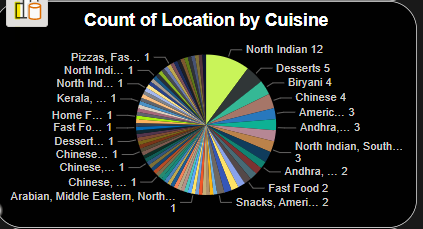 Count of Location by Cuisine
North Indian 12
Desserts 5
Biryani 4
Chinese 4
Americ... 3
Andhra,... 3
North Indian, South...
3
Andhra, ... 2
Fast Food 2
Snacks, Ameri... 2
Arabian, Middle Eastern, North...
1
Chinese, ... 1
Chinese,... 1
Chinese... 1
Dessert... 1
Fast Fo... 1
Home F... 1
Kerala, ... 1
North Ind... 1
North Indi... 1
Pizzas, Fas... 1